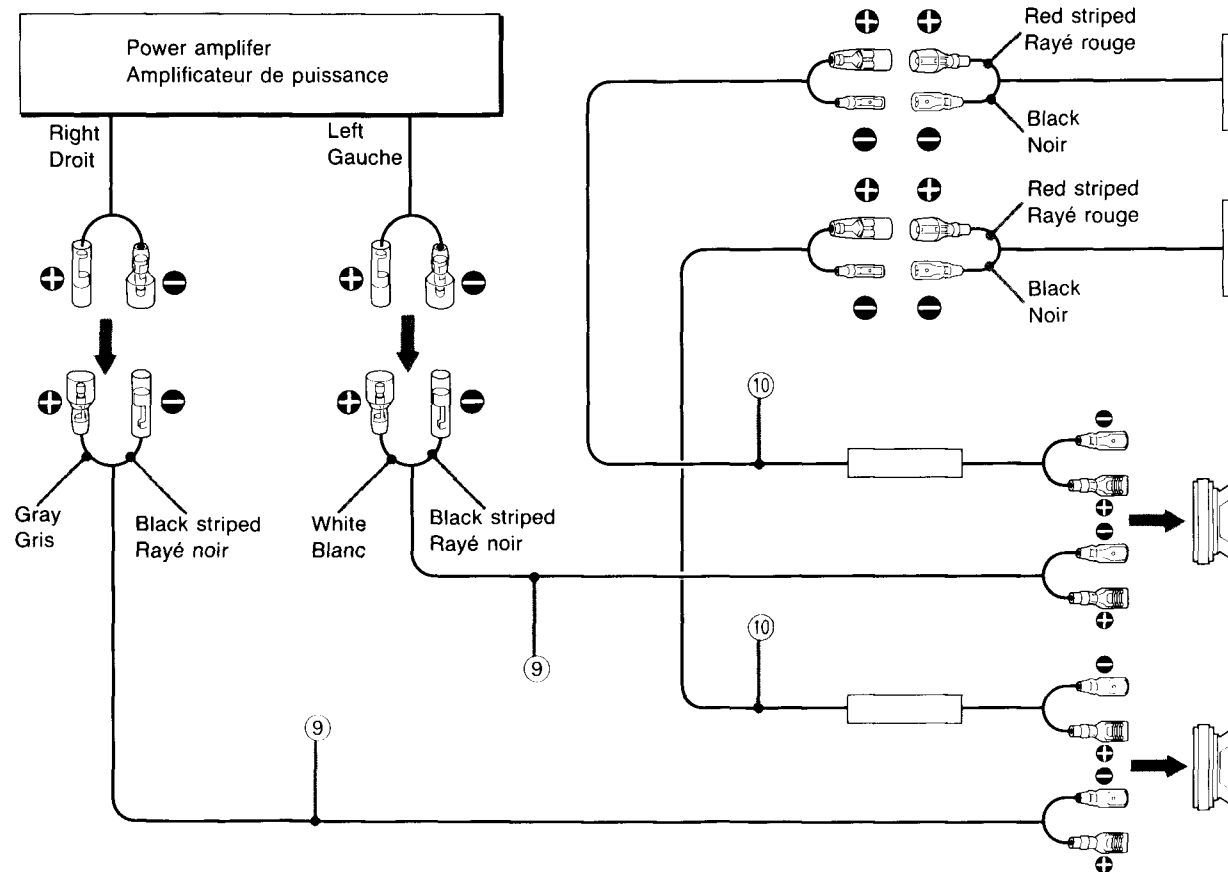 Power amplifer
Amplificateur de puissance
Right
Droit
Left
Gauche
Red striped
Rayé rouge
Black
Noir
Red striped
Rayé rouge
Black
Noir
Gray
Gris
Black striped
Rayé noir
White
Blanc
Black striped
Rayé noir
10
9
10
9